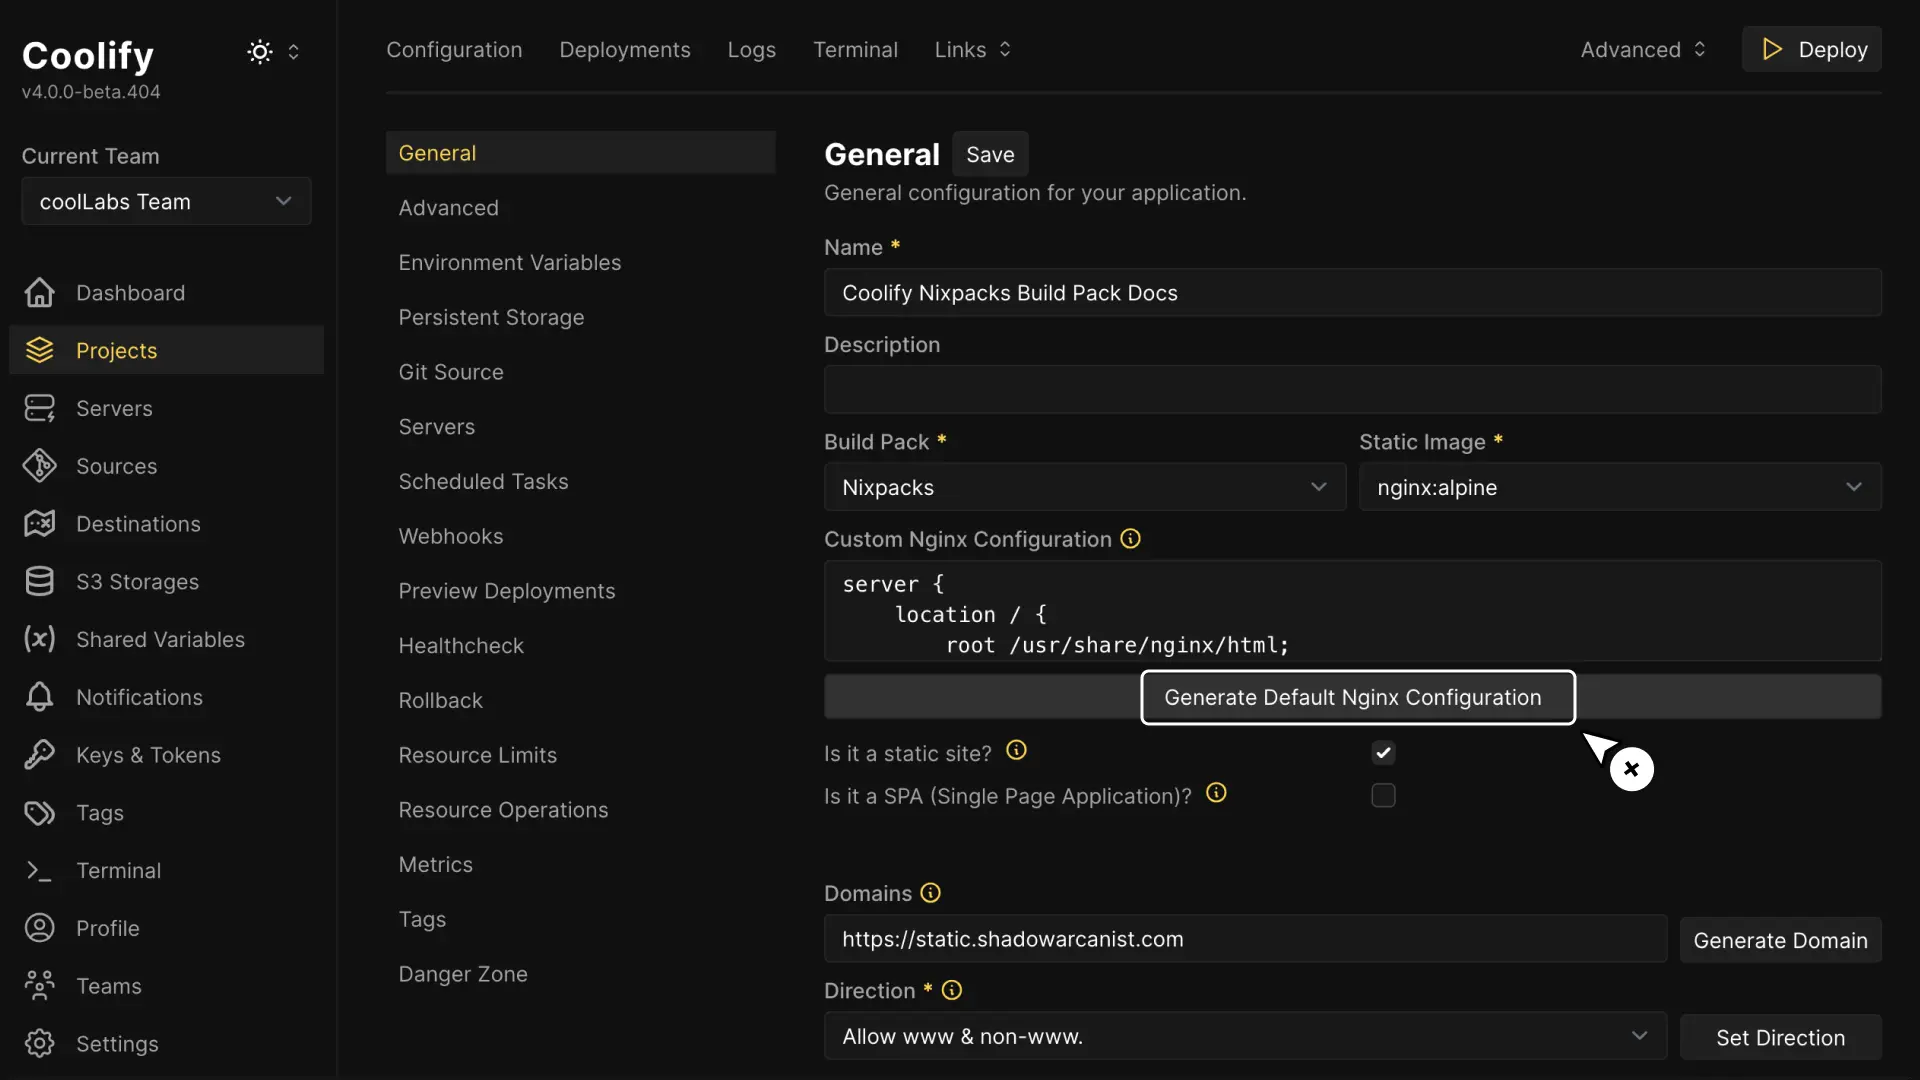 Coolify
v4.0.0-beta.404
Current Team
coolLabs Team
Dashboard
Projects
Servers
Sources
Destinations
S3 Storages
Shared Variables
Notifications
Keys & Tokens
Tags
Terminal
Profile
Teams
Settings
Configuration Deployments Logs Terminal Links Advanced Deploy
General
Advanced
Environment Variables
Persistent Storage
Git Source
Servers
Scheduled Tasks
Webhooks
Preview Deployments
Healthcheck
Rollback
Resource Limits
Resource Operations
Metrics
Tags
Danger Zone
General Save
General configuration for your application.
Name *
Coolify Nixpacks Build Pack Docs
Description
Build Pack * Static Image *
Nixpacks nginx:alpine
Custom Nginx Configuration
server {
    location / {
        root /usr/share/nginx/html;
Generate Default Nginx Configuration
Is it a static site?
Is it a SPA (Single Page Application)?
Domains
https://static.shadowarcanist.com Generate Domain
Direction *
Allow www & non-www. Set Direction